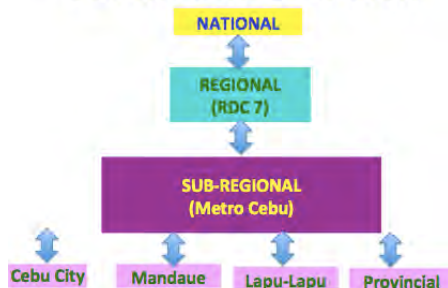 NATIONAL
REGIONAL
(RDC 7)
SUB-REGIONAL
(Metro Cebu)
Cebu City Mandaue Lapu-Lapu Provincial